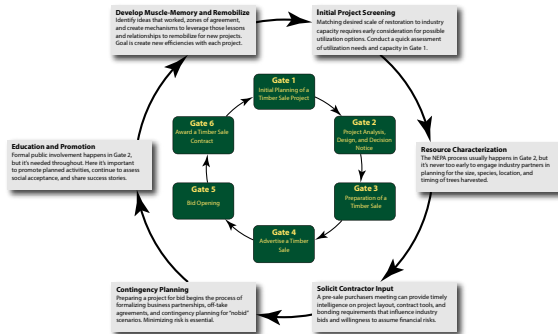 Develop Muscle-Memory and Remobilize
Identify ideas that worked, zones of agreement,
and create mechanisms to leverage those lessons
and relationships to remobilize for new projects.
Goal is create new efficiencies with each project.
Initial Project Screening
Matching desired scale of restoration to industry
capacity requires early consideration for possible
utilization options. Conduct a quick assessment
of utilization needs and capacity in Gate 1.
Gate 1
Initial Planning of a
Timber Sale Project
Gate 6
Award a Timber Sale
Contract
Gate 2
Project Analysis,
Design, and Decision
Notice
Education and Promotion
Formal public involvement happens in Gate 2,
but it's needed throughout. Here it's important
to promote planned activities, continue to assess
social acceptance, and share success stories.
Resource Characterization
The NEPA process usually happens in Gate 2, but
it's never too early to engage industry partners in
planning for the size, species, location, and
timing of trees harvested.
Gate 5
Bid Opening
Gate 3
Preparation of a
Timber Sale
Gate 4
Advertise a Timber
Sale
Contingency Planning
Preparing a project for bid begins the process of
formalizing business partnerships, off-take
agreements, and contingency planning for "nobid"
scenarios. Minimizing risk is essential.
Solicit Contractor Input
A pre-sale purchasers meeting can provide timely
intelligence on project layout, contract tools, and
bonding requirements that influence industry
bids and willingness to assume financial risks.